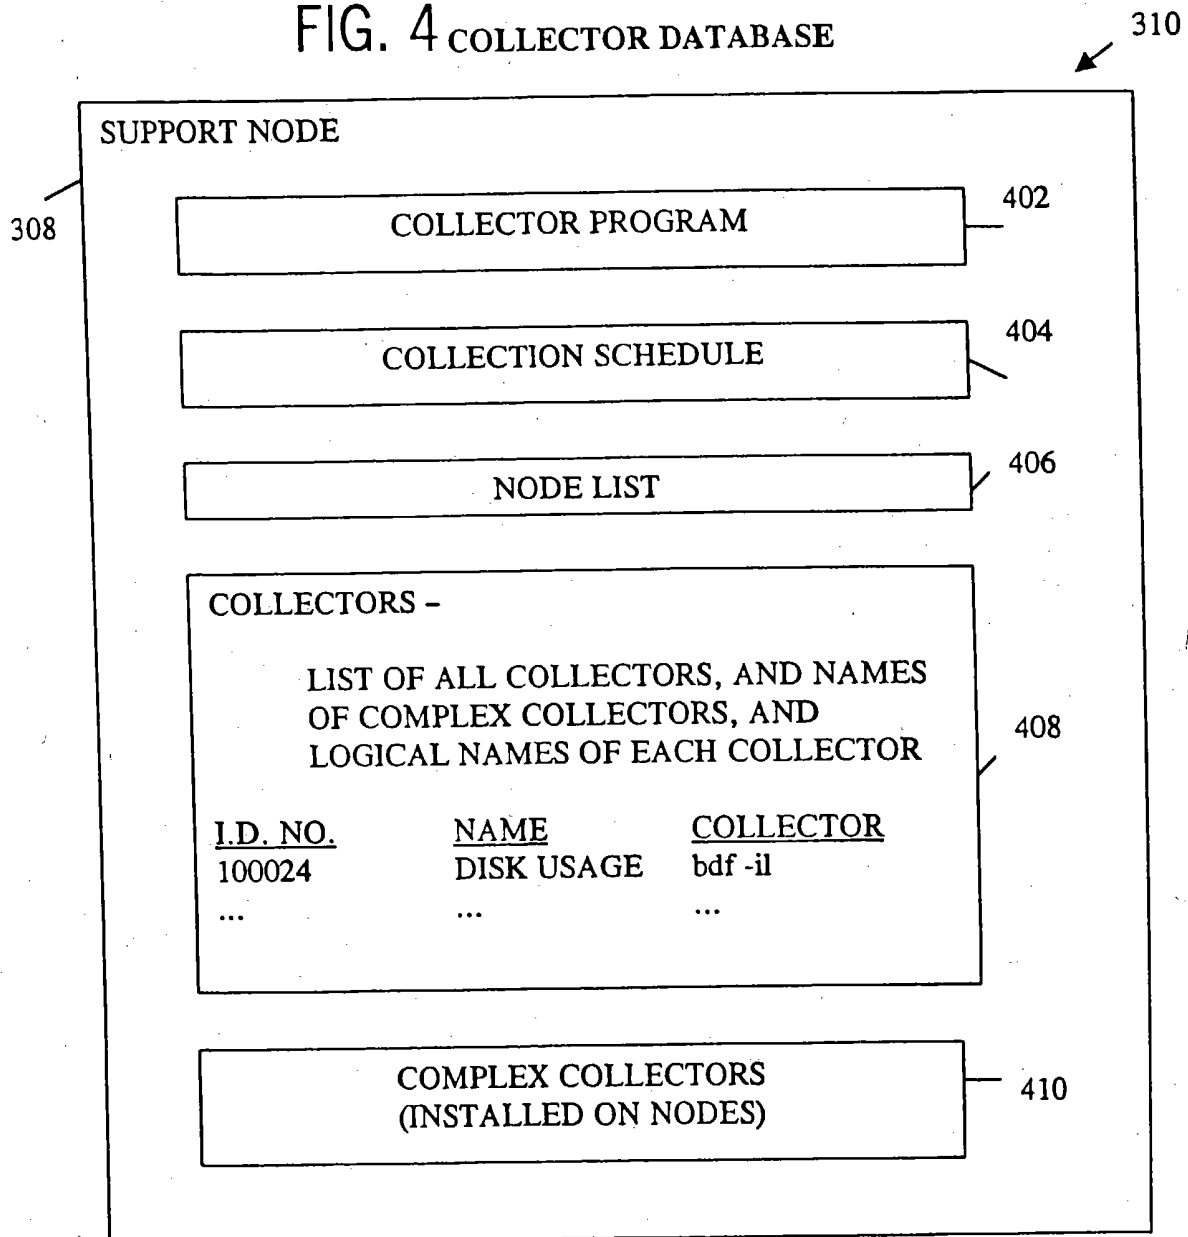 FIG. 4 COLLECTOR DATABASE
310
SUPPORT NODE
308
COLLECTOR PROGRAM
402
COLLECTION SCHEDULE
404
NODE LIST
406
COLLECTORS –
LIST OF ALL COLLECTORS, AND NAMES
OF COMPLEX COLLECTORS, AND
LOGICAL NAMES OF EACH COLLECTOR
408
I.D. NO. NAME COLLECTOR
100024 DISK USAGE bdf -il
... ... ...
COMPLEX COLLECTORS
(INSTALLED ON NODES)
410